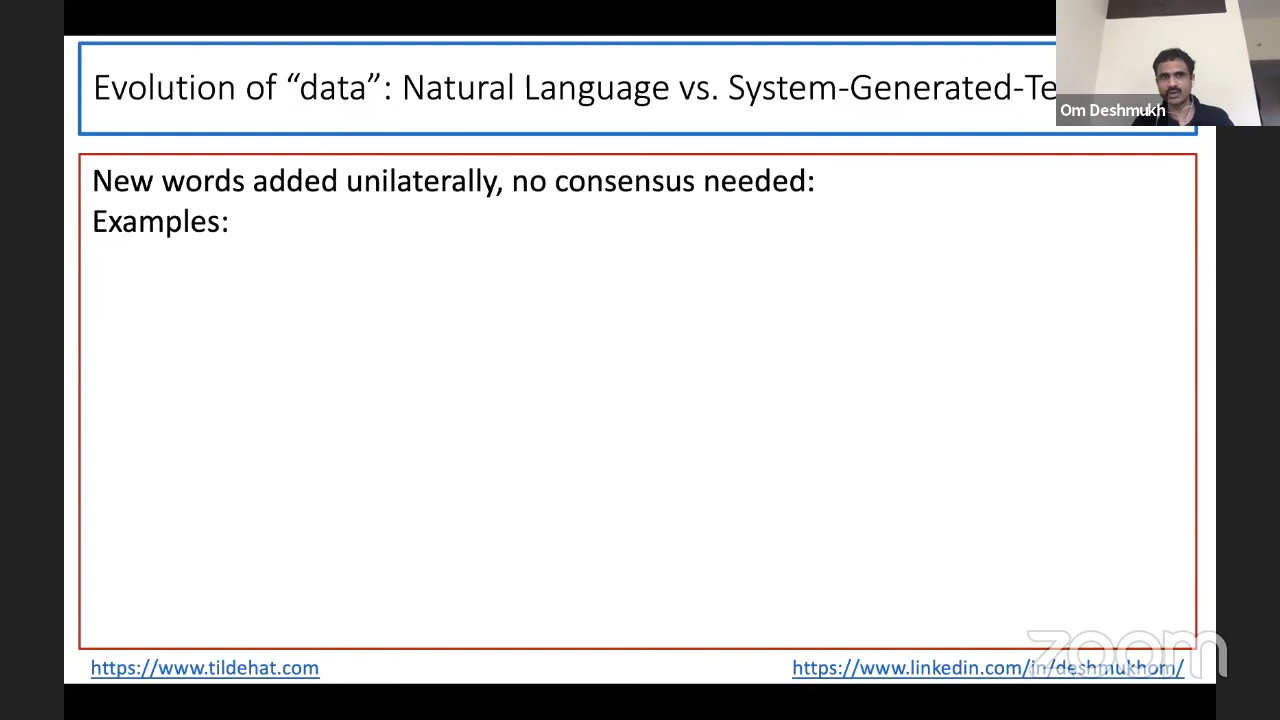 Evolution of “data”: Natural Language vs. System-Generated-Te
Om Deshmukh
New words added unilaterally, no consensus needed:
Examples:
https://www.tildehat.com
https://www.linkedin.com/in/deshmukhom/
zoom